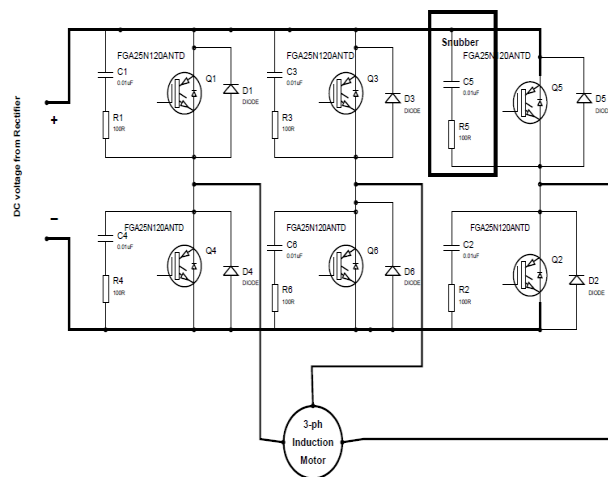 Snubber
FGA25N120ANTD
FGA25N120ANTD
FGA25N120ANTD
C1
0.01uF
Q1
D1
DIODE
R1
100R
C3
0.01uF
Q3
D3
DIODE
R3
100R
C5
0.01uF
Q5
D5
DIODE
R5
100R
DC voltage from Rectifier
+
−
FGA25N120ANTD
FGA25N120ANTD
FGA25N120ANTD
C4
0.01uF
Q4
D4
DIODE
R4
100R
C6
0.01uF
Q6
D6
DIODE
R6
100R
C2
0.01uF
Q2
D2
DIODE
R2
100R
3-ph
Induction
Motor